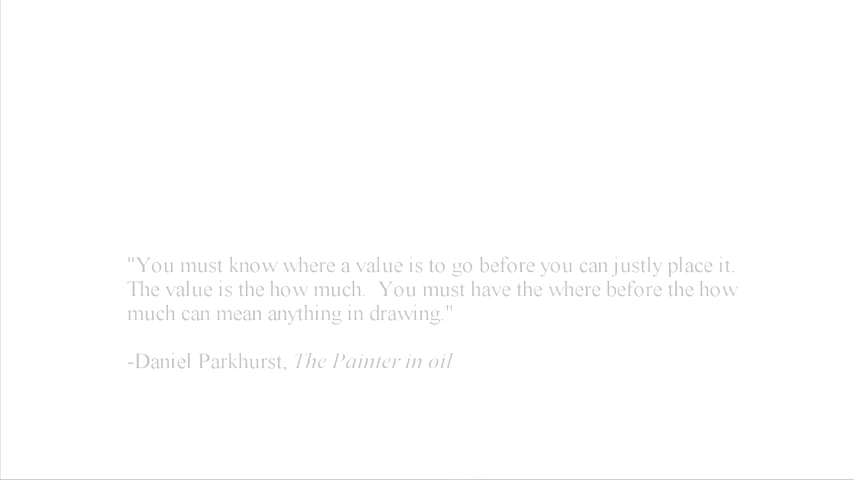 "You must know where a value is to go before you can justly place it.
The value is the how much.  You must have the where before the how
much can mean anything in drawing."
-Daniel Parkhurst, The Painter in oil